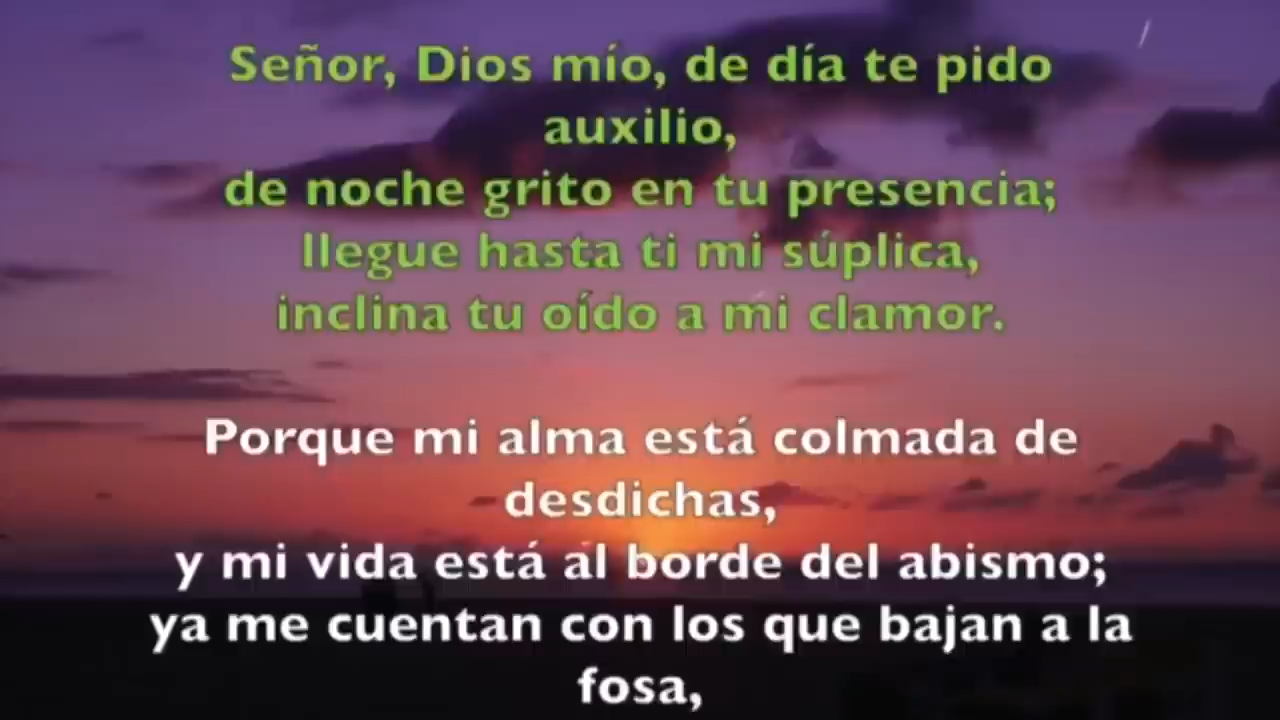 Señor, Dios mío, de día te pido
auxilio,
de noche grito en tu presencia;
llegue hasta ti mi súplica,
inclina tu oído a mi clamor.
Porque mi alma está colmada de
desdichas,
y mi vida está al borde del abismo;
ya me cuentan con los que bajan a la
fosa,